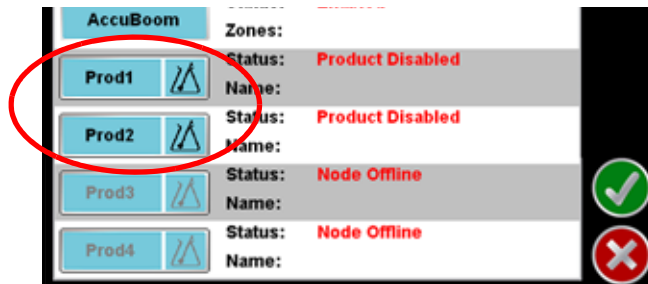 AccuBoom
Zones:
Prod1 Status: Product Disabled
Name:
Prod2 Status: Product Disabled
Name:
Prod3 Status: Node Offline
Name:
Prod4 Status: Node Offline
Name: